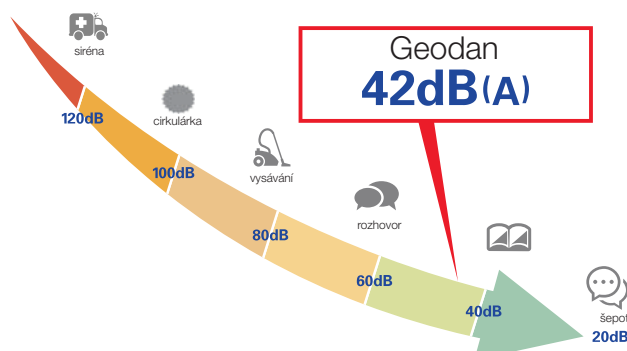 siréna
Geodan
42dB(A)
120dB
cirkulárka
100dB
vysávání
80dB
rozhovor
60dB
40dB
šepot
20dB